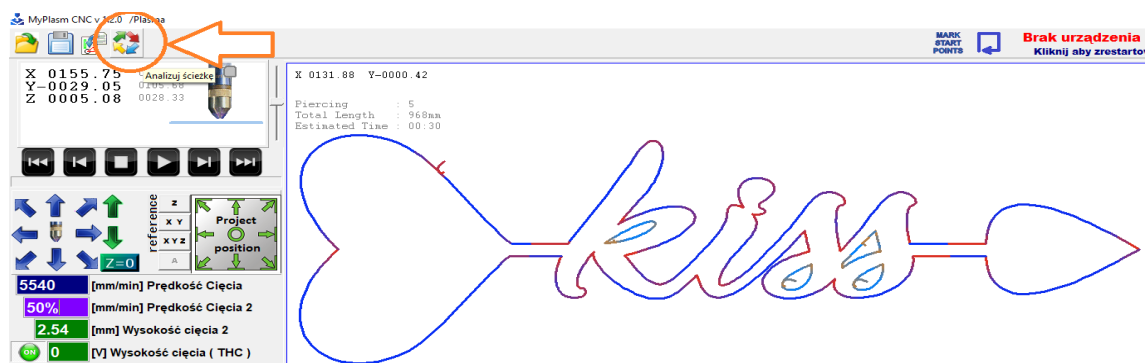 MyPlasm CNC v1.2.0 /Plasma
MARK
START
POINTS
Brak urządzenia
Kliknij aby zrestartow
X 0155.75
Y-0029.05
Z 0005.08
Analizuj ścieżkę
0105.68
0028.33
X 0131.88 Y-0000.42
Piercing : 5
Total Length : 968mm
Estimated Time : 00:30
reference
Z
X Y
X Y Z
A
Z=0
Project
position
5540 [mm/min] Prędkość Cięcia
50% [mm/min] Prędkość Cięcia 2
2.54 [mm] Wysokość cięcia 2
ON 0 [V] Wysokość cięcia ( THC )
kiss